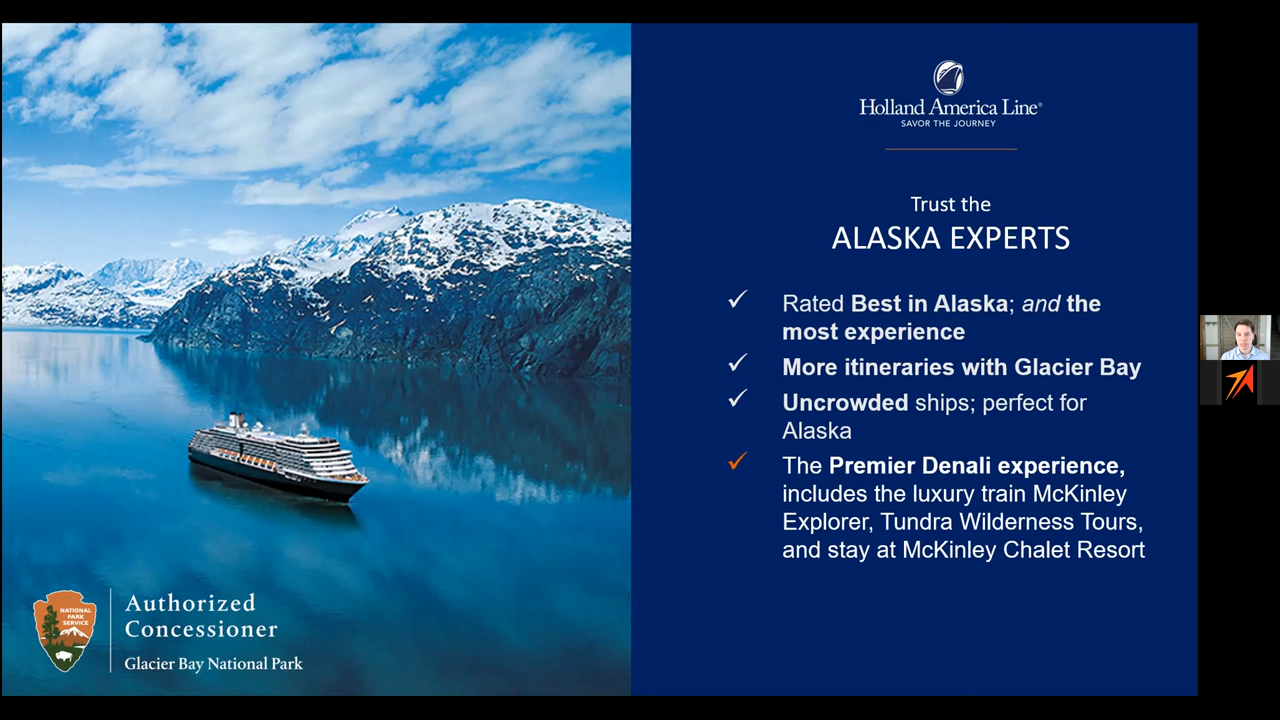 Holland America Line®
SAVOR THE JOURNEY
Trust the
ALASKA EXPERTS
Rated Best in Alaska; and the
most experience
More itineraries with Glacier Bay
Uncrowded ships; perfect for
Alaska
The Premier Denali experience,
includes the luxury train McKinley
Explorer, Tundra Wilderness Tours,
and stay at McKinley Chalet Resort
NATIONAL
PARK
SERVICE
Authorized
Concessioner
Glacier Bay National Park